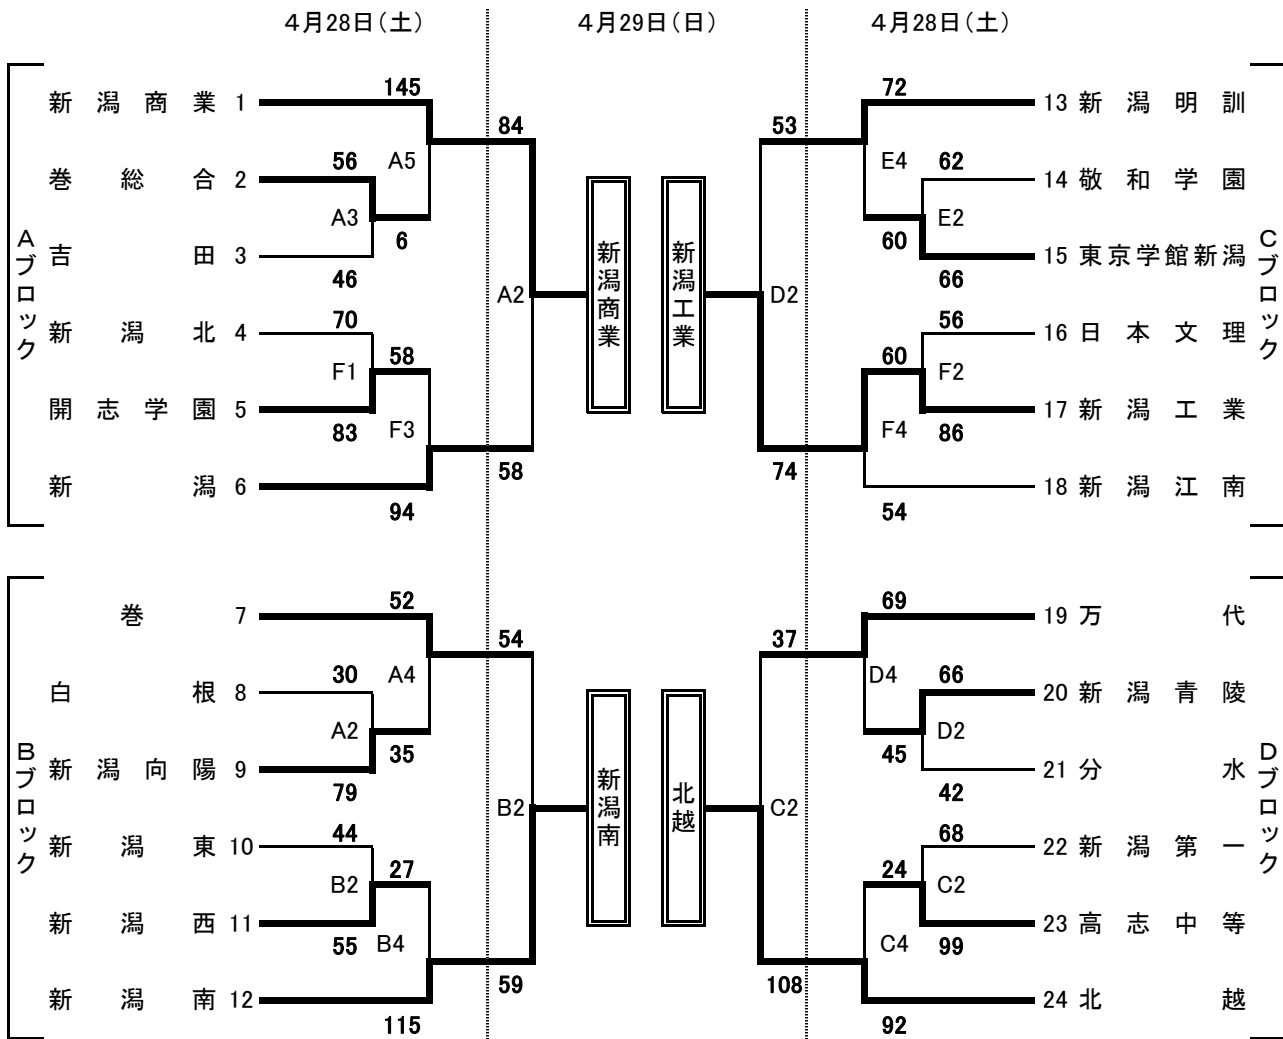 4月28日(土)
4月29日(日)
4月28日(土)
Aブロック
新潟商業 1
145
巻総合 2
56
A5
A3
6
吉田 3
46
新潟北 4
70
58
F1
開志学園 5
83
F3
新潟 6
94
84
A2
58
新潟商業
Bブロック
巻 7
52
白根 8
30
A4
A2
35
新潟向陽 9
79
新潟東 10
44
27
B2
新潟西 11
55
B4
新潟南 12
115
54
B2
59
新潟南
Cブロック
72
13 新潟明訓
E4
62
14 敬和学園
E2
60
15 東京学館新潟
66
56
16 日本文理
60
F2
17 新潟工業
F4
86
18 新潟江南
54
53
D2
74
新潟工業
Dブロック
69
19 万代
D4
66
20 新潟青陵
D2
45
21 分水
42
68
22 新潟第一
24
C2
23 高志中等
C4
99
24 北越
92
37
C2
108
北越